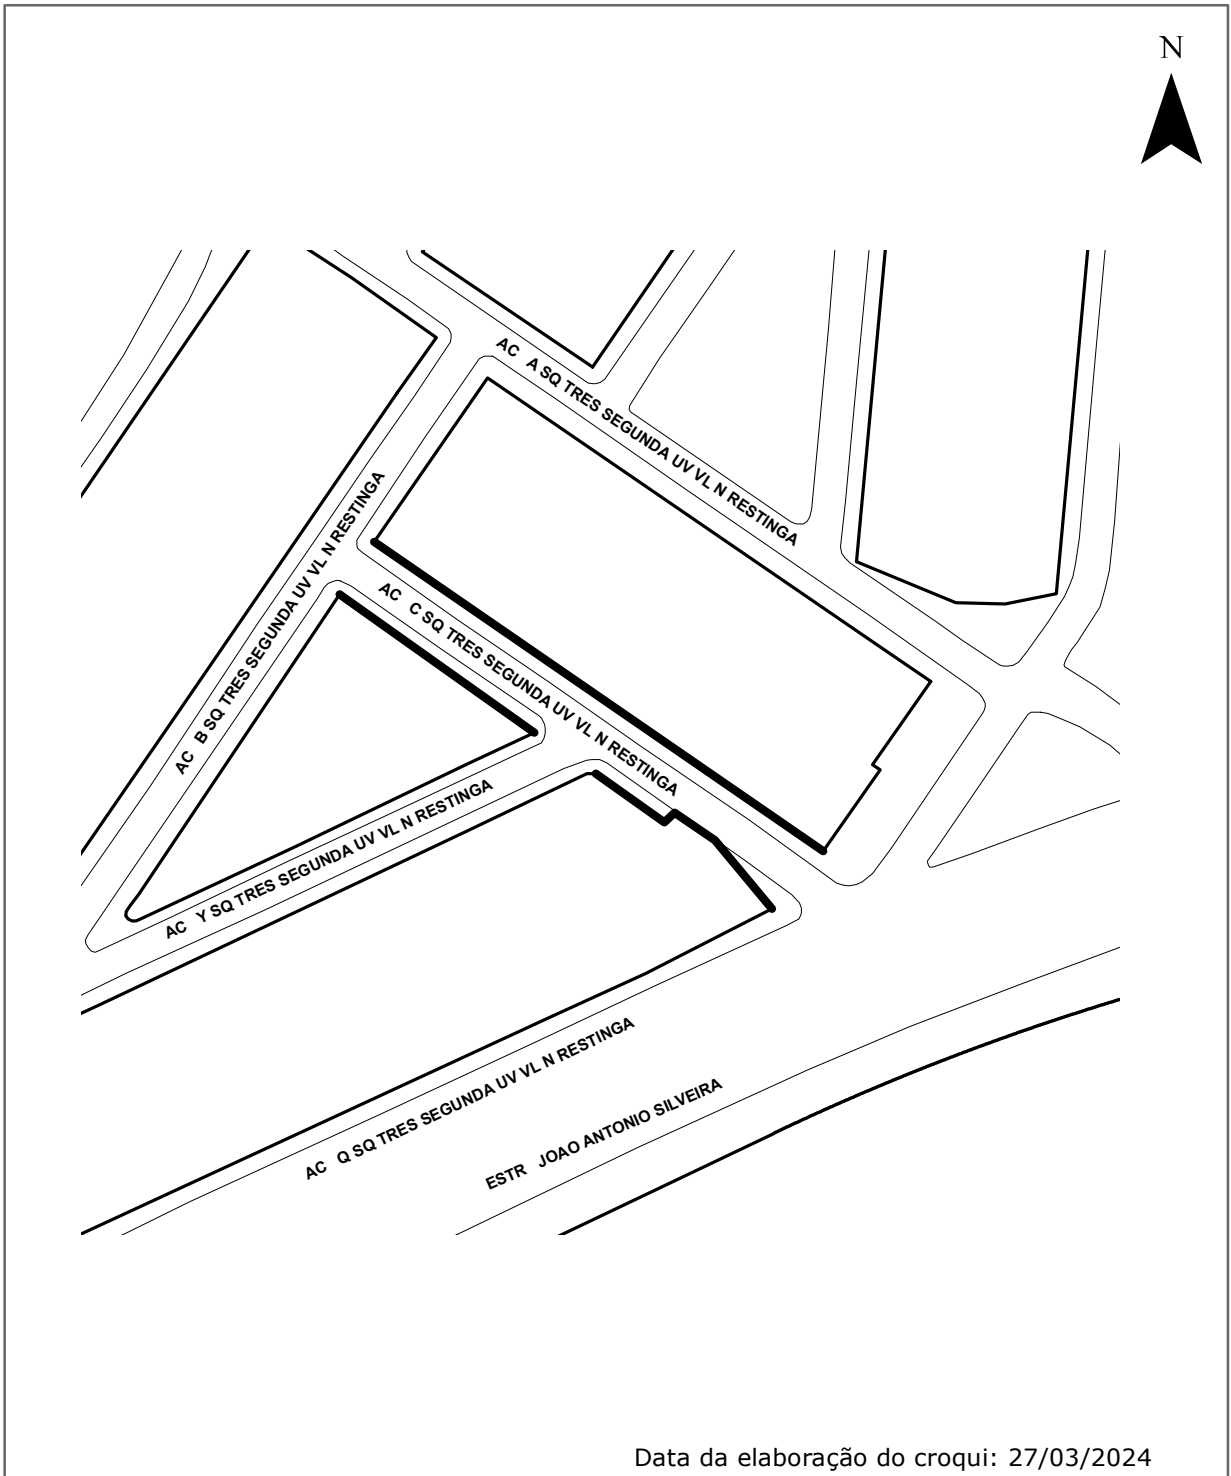 N
AC A SQ TRES SEGUNDA UV VL N RESTINGA
AC B SQ TRES SEGUNDA UV VL N RESTINGA
AC C SQ TRES SEGUNDA UV VL N RESTINGA
AC Y SQ TRES SEGUNDA UV VL N RESTINGA
AC Q SQ TRES SEGUNDA UV VL N RESTINGA
ESTR JOAO ANTONIO SILVEIRA
Data da elaboração do croqui: 27/03/2024